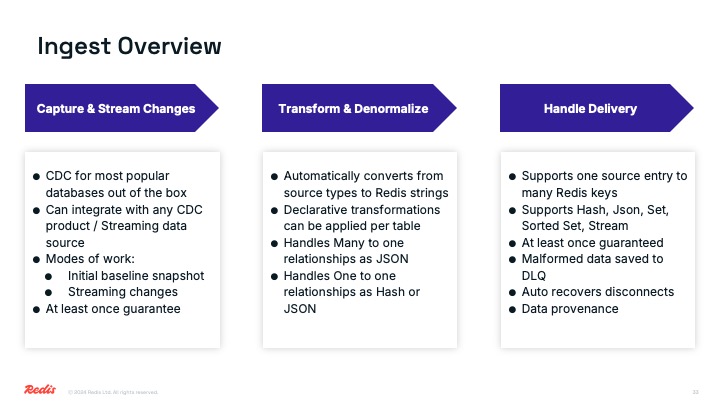 Ingest Overview
Capture & Stream Changes
● CDC for most popular
databases out of the box
● Can integrate with any CDC
product / Streaming data
source
● Modes of work:
● Initial baseline snapshot
● Streaming changes
● At least once guarantee
Transform & Denormalize
● Automatically converts from
source types to Redis strings
● Declarative transformations
can be applied per table
● Handles Many to one
relationships as JSON
● Handles One to one
relationships as Hash or
JSON
Handle Delivery
● Supports one source entry to
many Redis keys
● Supports Hash, Json, Set,
Sorted Set, Stream
● At least once guaranteed
● Malformed data saved to
DLQ
● Auto recovers disconnects
● Data provenance
Redis
© 2024 Redis Ltd. All rights reserved.